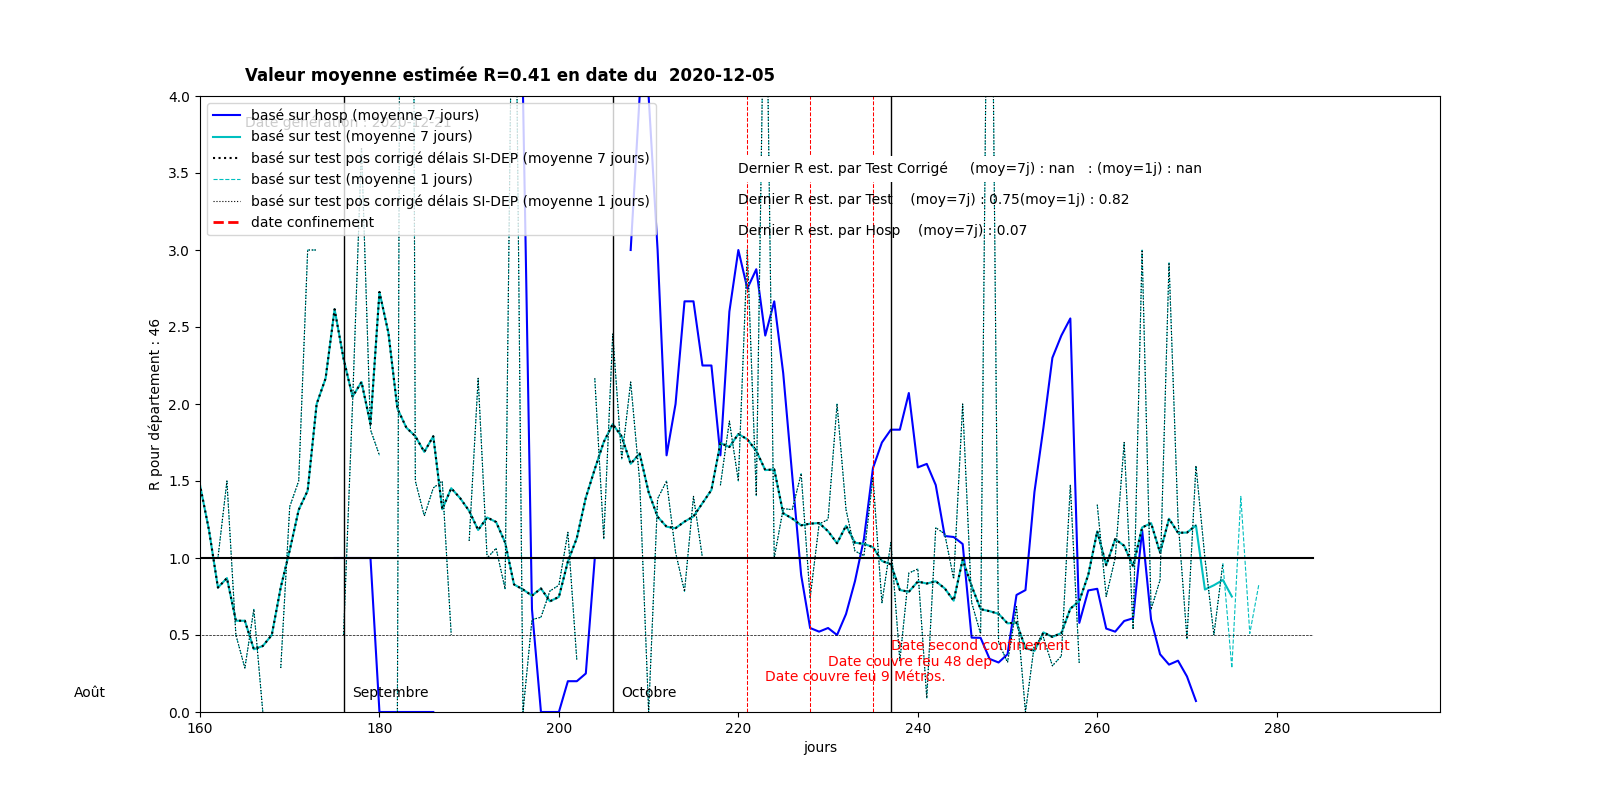 Valeur moyenne estimée R=0.41 en date du  2020-12-05
Date génération : 2020-12-21
basé sur hosp (moyenne 7 jours)
basé sur test (moyenne 7 jours)
basé sur test pos corrigé délais SI-DEP (moyenne 7 jours)
basé sur test (moyenne 1 jours)
basé sur test pos corrigé délais SI-DEP (moyenne 1 jours)
date confinement
Dernier R est. par Test Corrigé     (moy=7j) : nan   : (moy=1j) : nan
Dernier R est. par Test    (moy=7j) : 0.75(moy=1j) : 0.82
Dernier R est. par Hosp    (moy=7j) : 0.07
4.0
3.5
3.0
2.5
2.0
1.5
1.0
0.5
0.0
R pour département : 46
Date second confinement
Date couvre feu 48 dep
Date couvre feu 9 Métros.
Août
Septembre
Octobre
160
180
200
220
240
260
280
jours